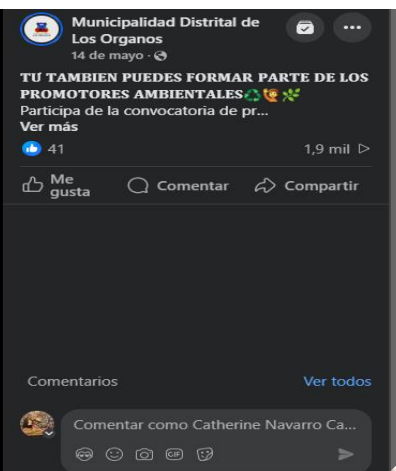 Municipalidad Distrital de
Los Organos
14 de mayo ·
TU TAMBIEN PUEDES FORMAR PARTE DE LOS
PROMOTORES AMBIENTALES♻️🙋🌿
Participa de la convocatoria de pr...
Ver más
41
1,9 mil
Me
gusta
Comentar
Compartir
Comentarios
Ver todos
Comentar como Catherine Navarro Ca...
GIF